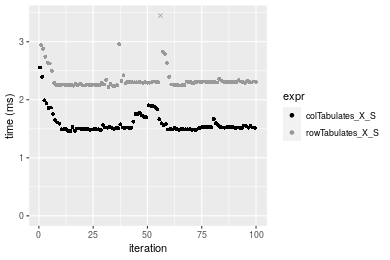 time (ms)
3
2
1
0
0
25
50
75
100
iteration
expr
colTabulates_X_S
rowTabulates_X_S